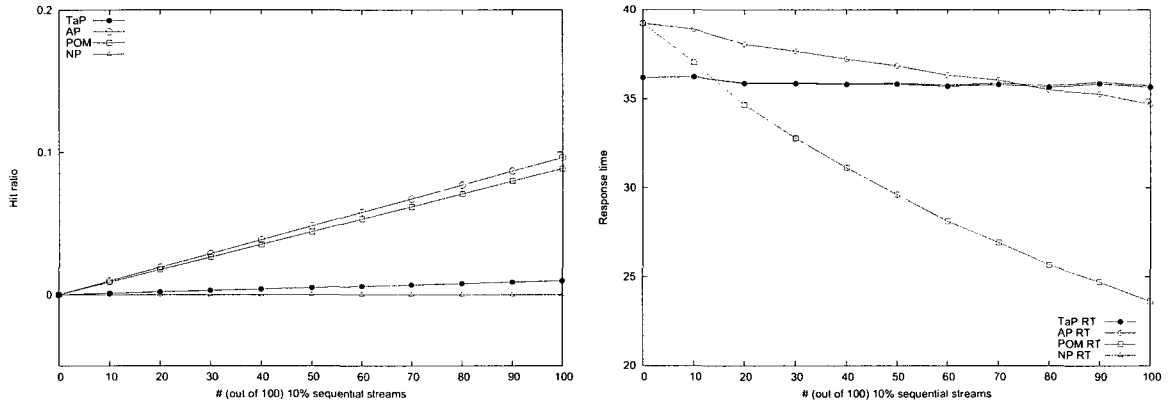 0.2
0.1
0
Hit ratio
TaP
AP
POM
NP
0 10 20 30 40 50 60 70 80 90 100
# (out of 100) 10% sequential streams
40
35
30
25
20
Response time
TaP RT
AP RT
POM RT
NP RT
0 10 20 30 40 50 60 70 80 90 100
# (out of 100) 10% sequential streams